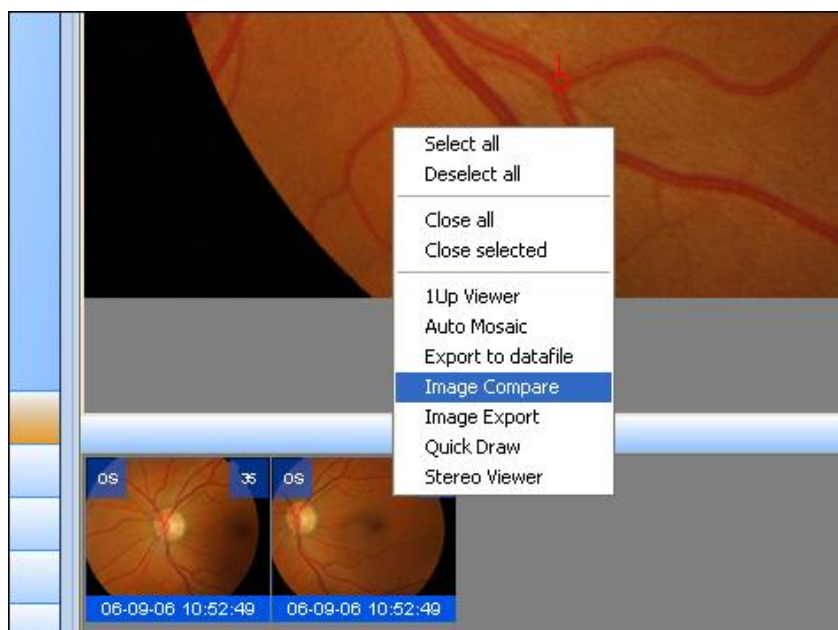 Select all
Deselect all
Close all
Close selected
1Up Viewer
Auto Mosaic
Export to datafile
Image Compare
Image Export
Quick Draw
Stereo Viewer
OS 36 OS
06-09-06 10:52:49 06-09-06 10:52:49